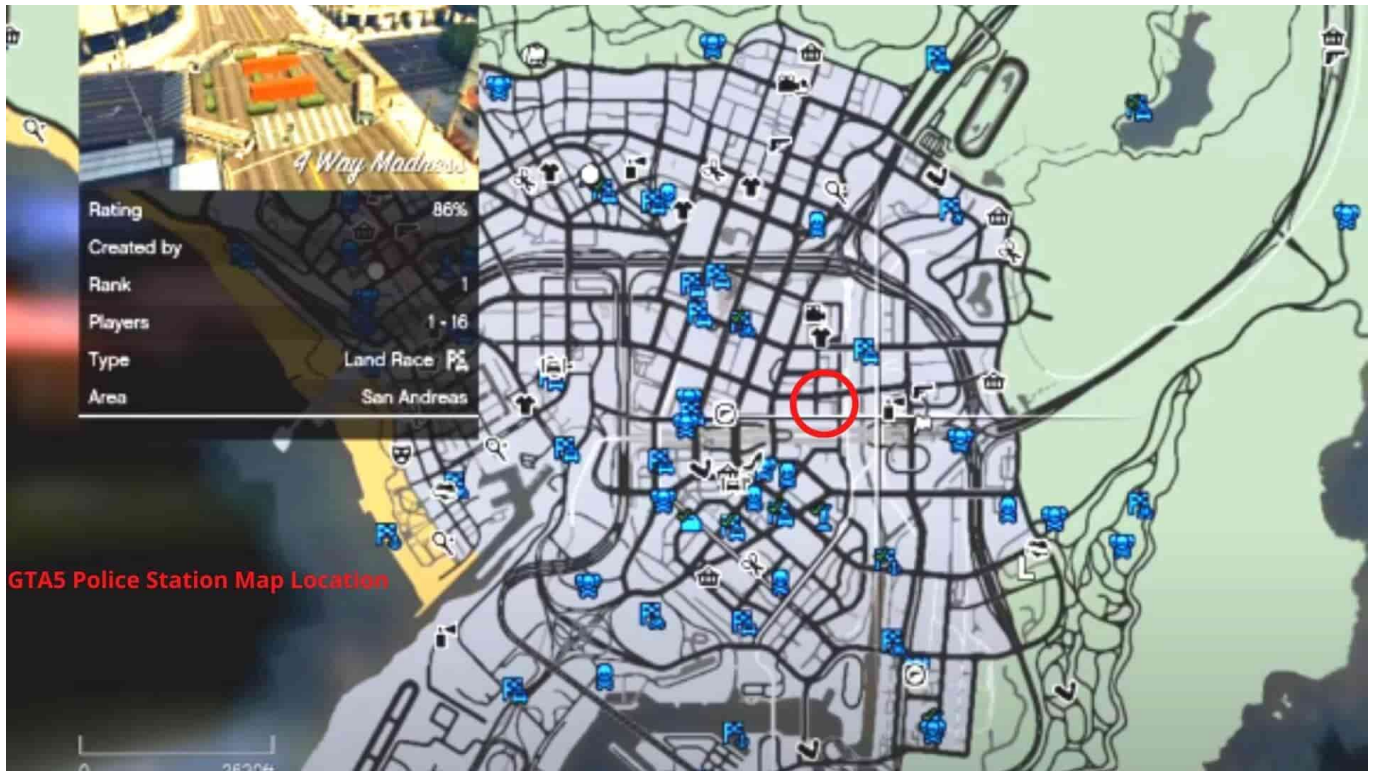 4 Way Madness
Rating 86%
Created by
Rank 1
Players 1 - 16
Type Land Race
Area San Andreas
GTA5 Police Station Map Location
L
0 2520ft